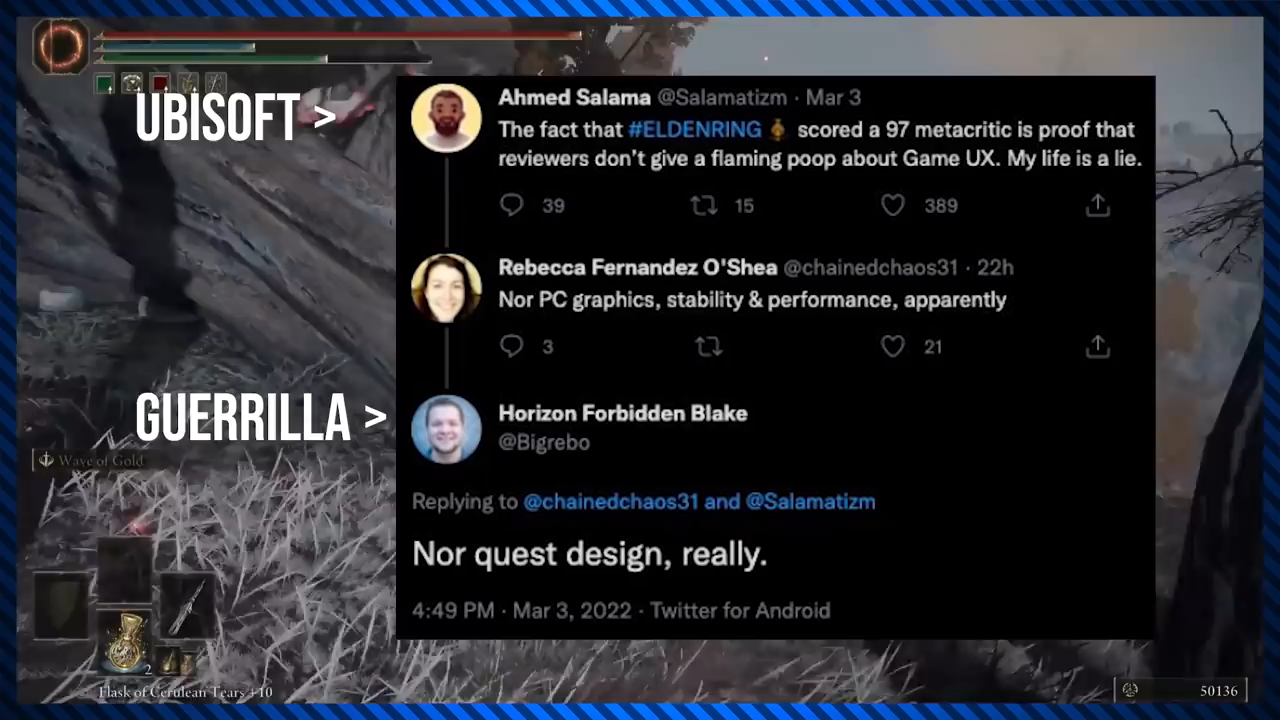 UBISOFT >
Ahmed Salama @Salamatizm · Mar 3
The fact that #ELDENRING scored a 97 metacritic is proof that
reviewers don't give a flaming poop about Game UX. My life is a lie.
39 15 389
Rebecca Fernandez O'Shea @chainedchaos31 · 22h
Nor PC graphics, stability & performance, apparently
3 21
GUERRILLA >
Horizon Forbidden Blake
@Bigrebo
Wave of Gold
Replying to @chainedchaos31 and @Salamatizm
Nor quest design, really.
4:49 PM · Mar 3, 2022 · Twitter for Android
2
Flask of Cerulean Tears +10
50136